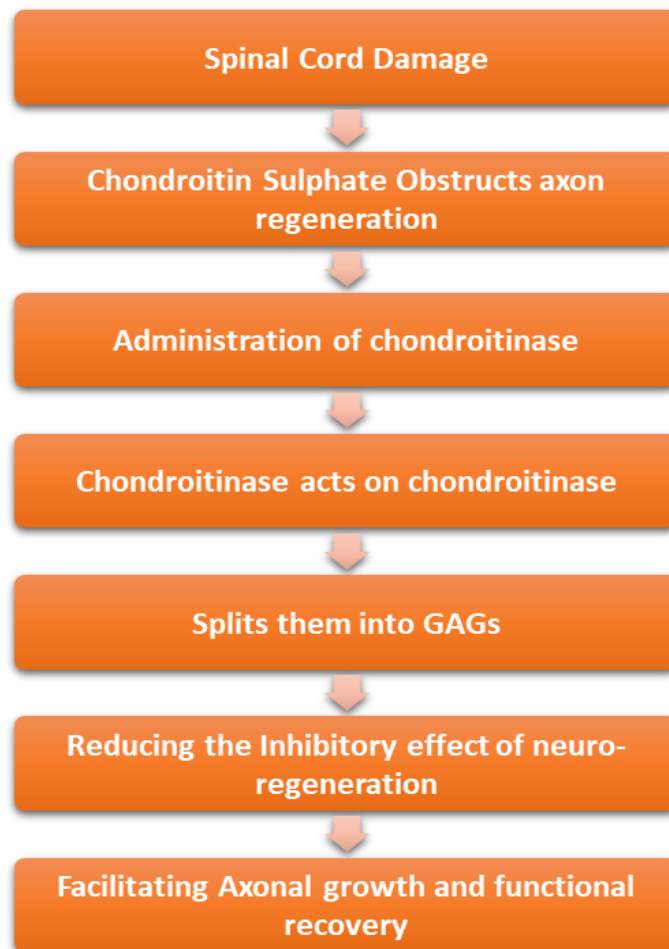 Spinal Cord Damage
Chondroitin Sulphate Obstructs axon
regeneration
Administration of chondroitinase
Chondroitinase acts on chondroitinase
Splits them into GAGs
Reducing the Inhibitory effect of neuro-
regeneration
Facilitating Axonal growth and functional
recovery